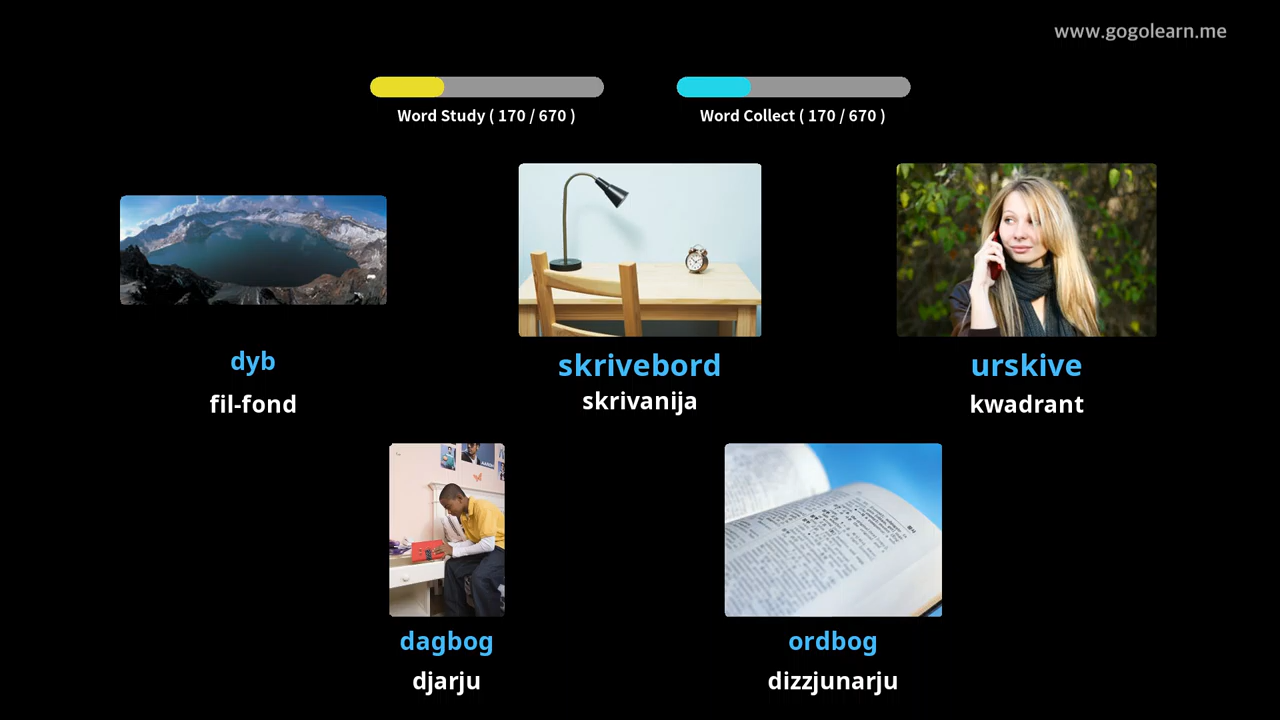 www.gogolearn.me
Word Study ( 170 / 670 )
Word Collect ( 170 / 670 )
dyb
fil-fond
skrivebord
skrivanija
urskive
kwadrant
dagbog
djarju
ordbog
dizzjunarju